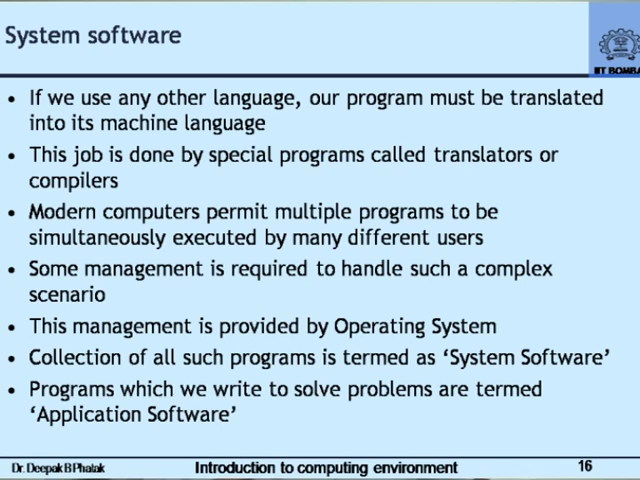 System software
IIT BOMBAY
• If we use any other language, our program must be translated
into its machine language
• This job is done by special programs called translators or
compilers
• Modern computers permit multiple programs to be
simultaneously executed by many different users
• Some management is required to handle such a complex
scenario
• This management is provided by Operating System
• Collection of all such programs is termed as ‘System Software’
• Programs which we write to solve problems are termed
‘Application Software’
Dr. Deepak B Phatak
Introduction to computing environment
16